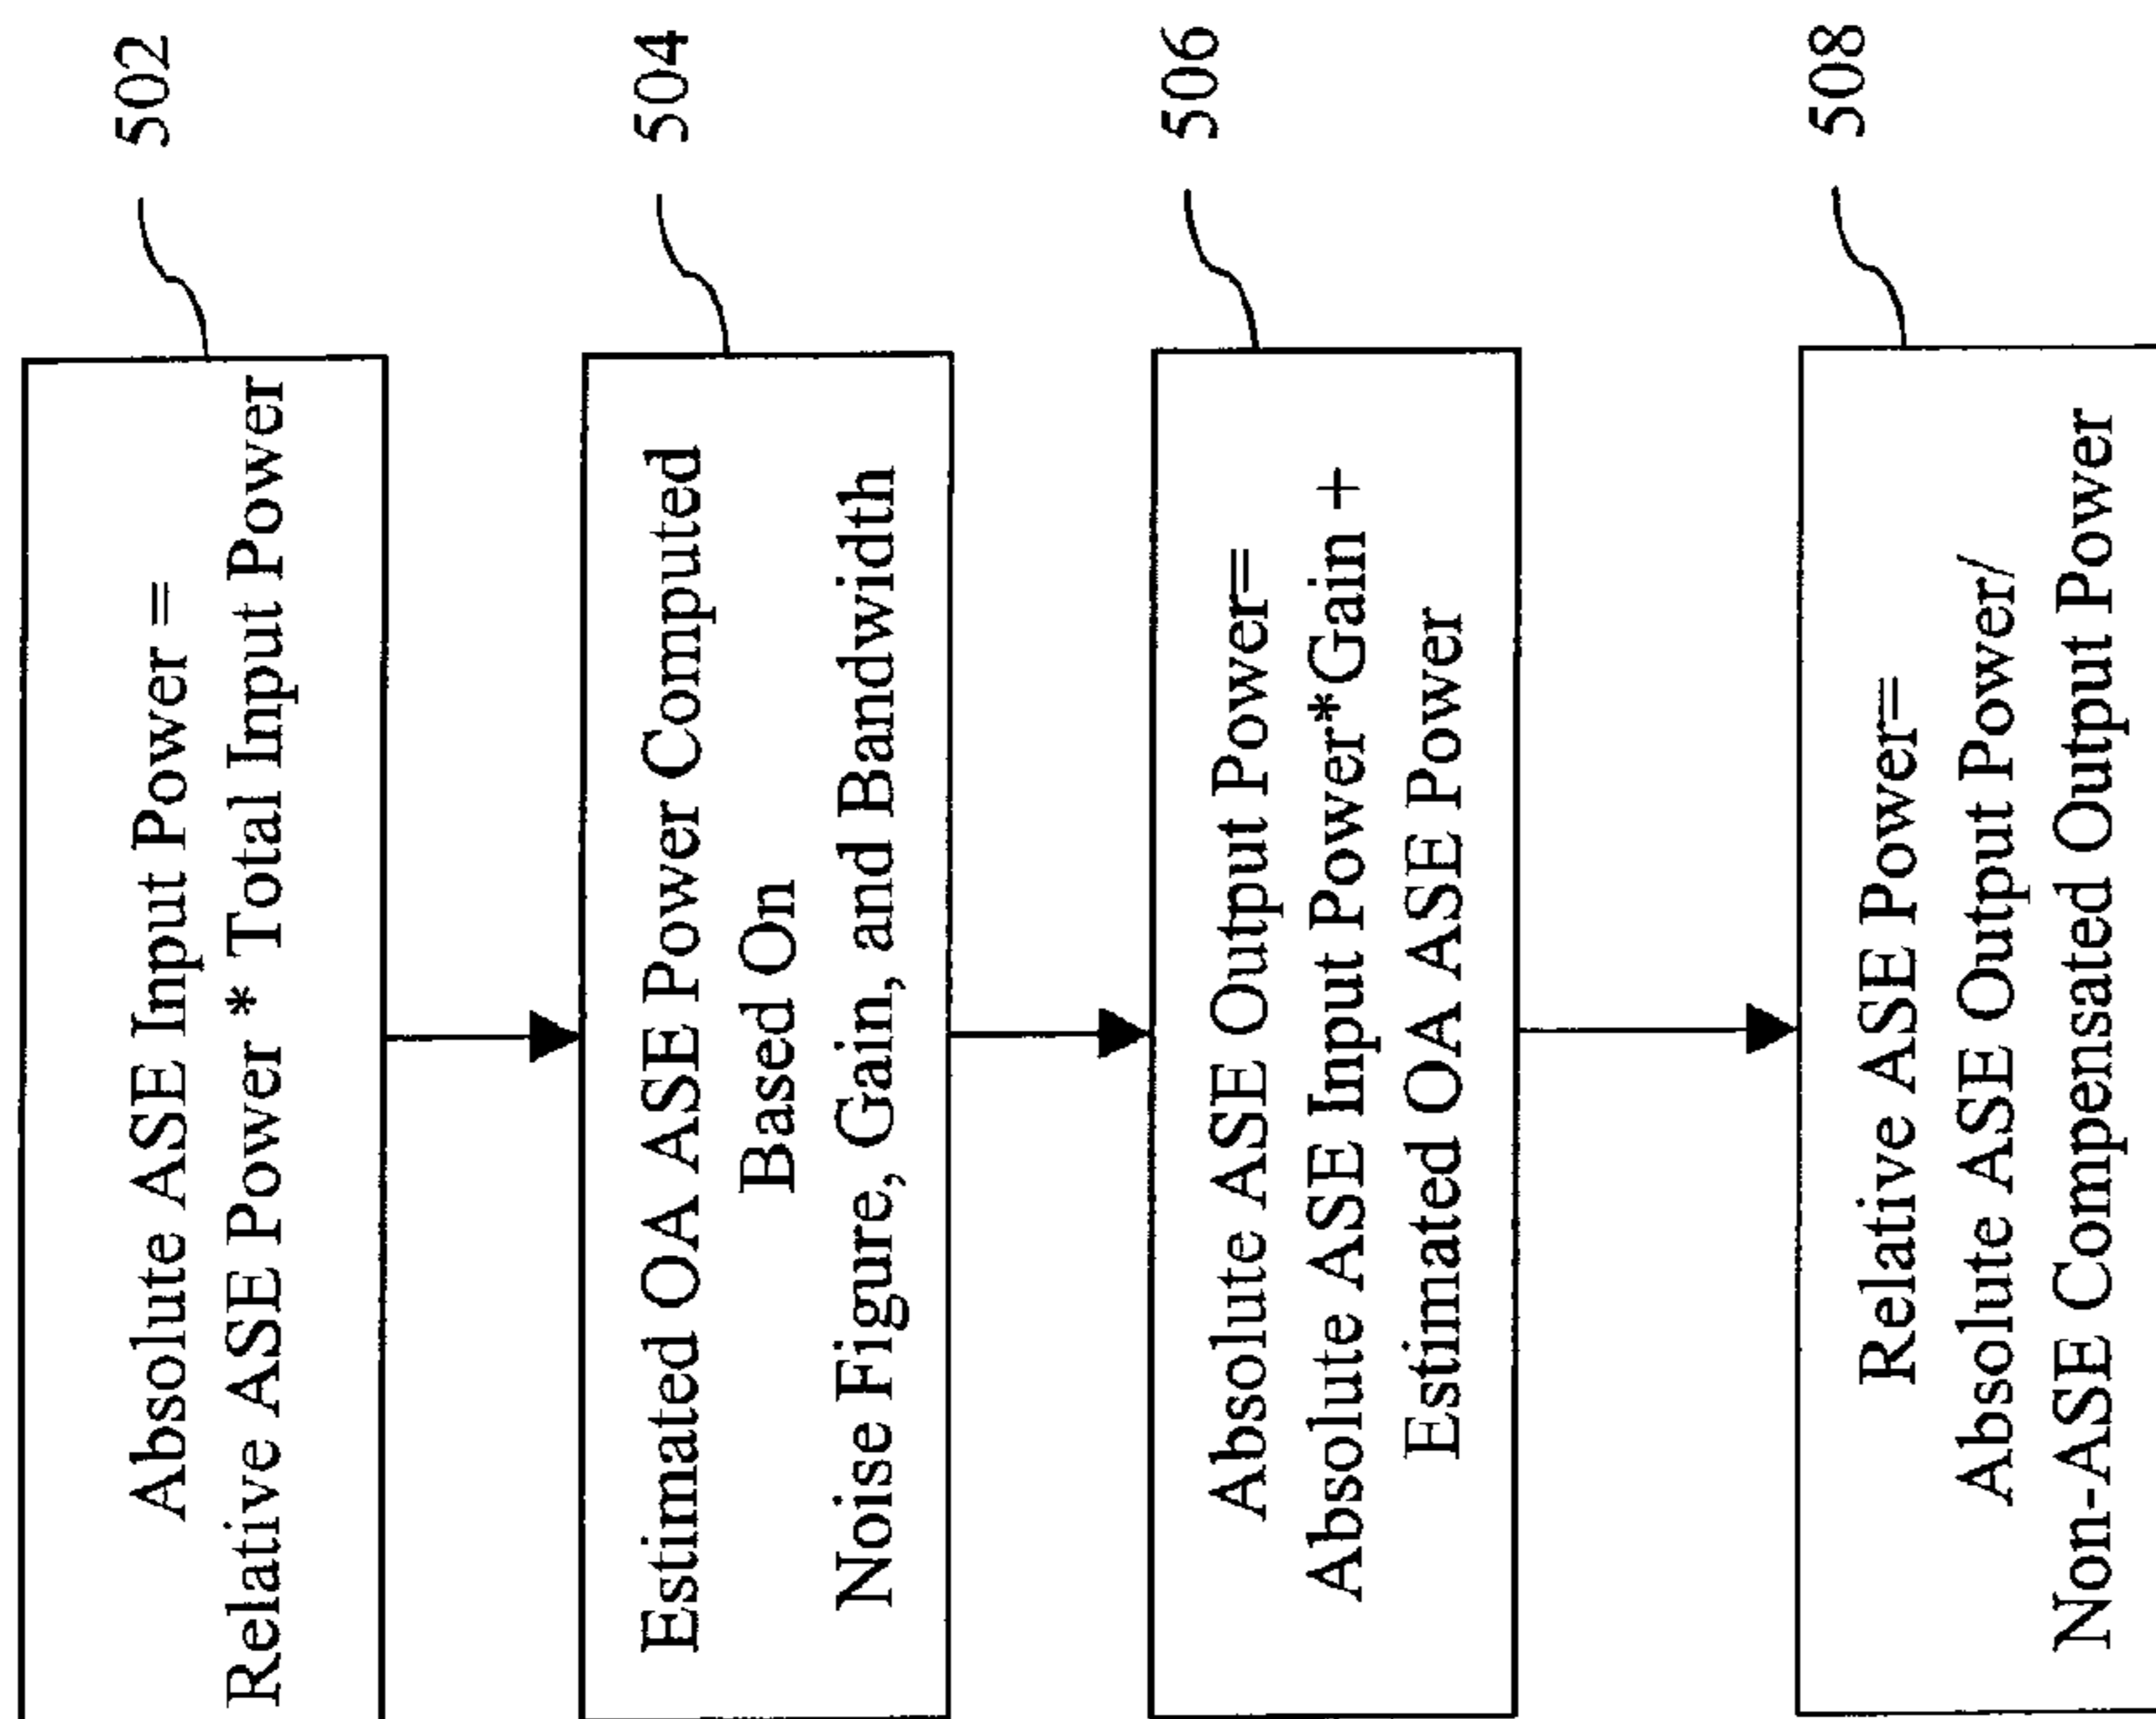 Absolute ASE Input Power =
Relative ASE Power * Total Input Power
502
Estimated OA ASE Power Computed
Based On
Noise Figure, Gain, and Bandwidth
504
Absolute ASE Output Power=
Absolute ASE Input Power*Gain +
Estimated OA ASE Power
506
Relative ASE Power=
Absolute ASE Output Power/
Non-ASE Compensated Output Power
508